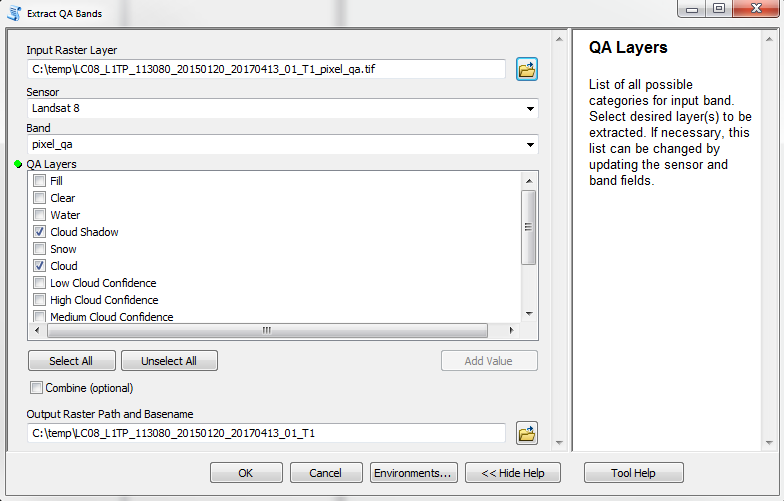 Extract QA Bands
Input Raster Layer
C:\temp\LC08_L1TP_113080_20150120_20170413_01_T1_pixel_qa.tif
Sensor
Landsat 8
Band
pixel_qa
QA Layers
Fill
Clear
Water
Cloud Shadow
Snow
Cloud
Low Cloud Confidence
High Cloud Confidence
Medium Cloud Confidence
Select All
Unselect All
Add Value
Combine (optional)
Output Raster Path and Basename
C:\temp\LC08_L1TP_113080_20150120_20170413_01_T1
QA Layers
List of all possible
categories for input band.
Select desired layer(s) to be
extracted. If necessary, this
list can be changed by
updating the sensor and
band fields.
OK
Cancel
Environments...
<< Hide Help
Tool Help